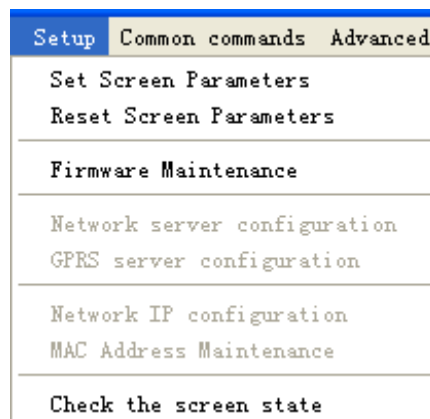 Setup Common commands Advanced
Set Screen Parameters
Reset Screen Parameters
Firmware Maintenance
Network server configuration
GPRS server configuration
Network IP configuration
MAC Address Maintenance
Check the screen state